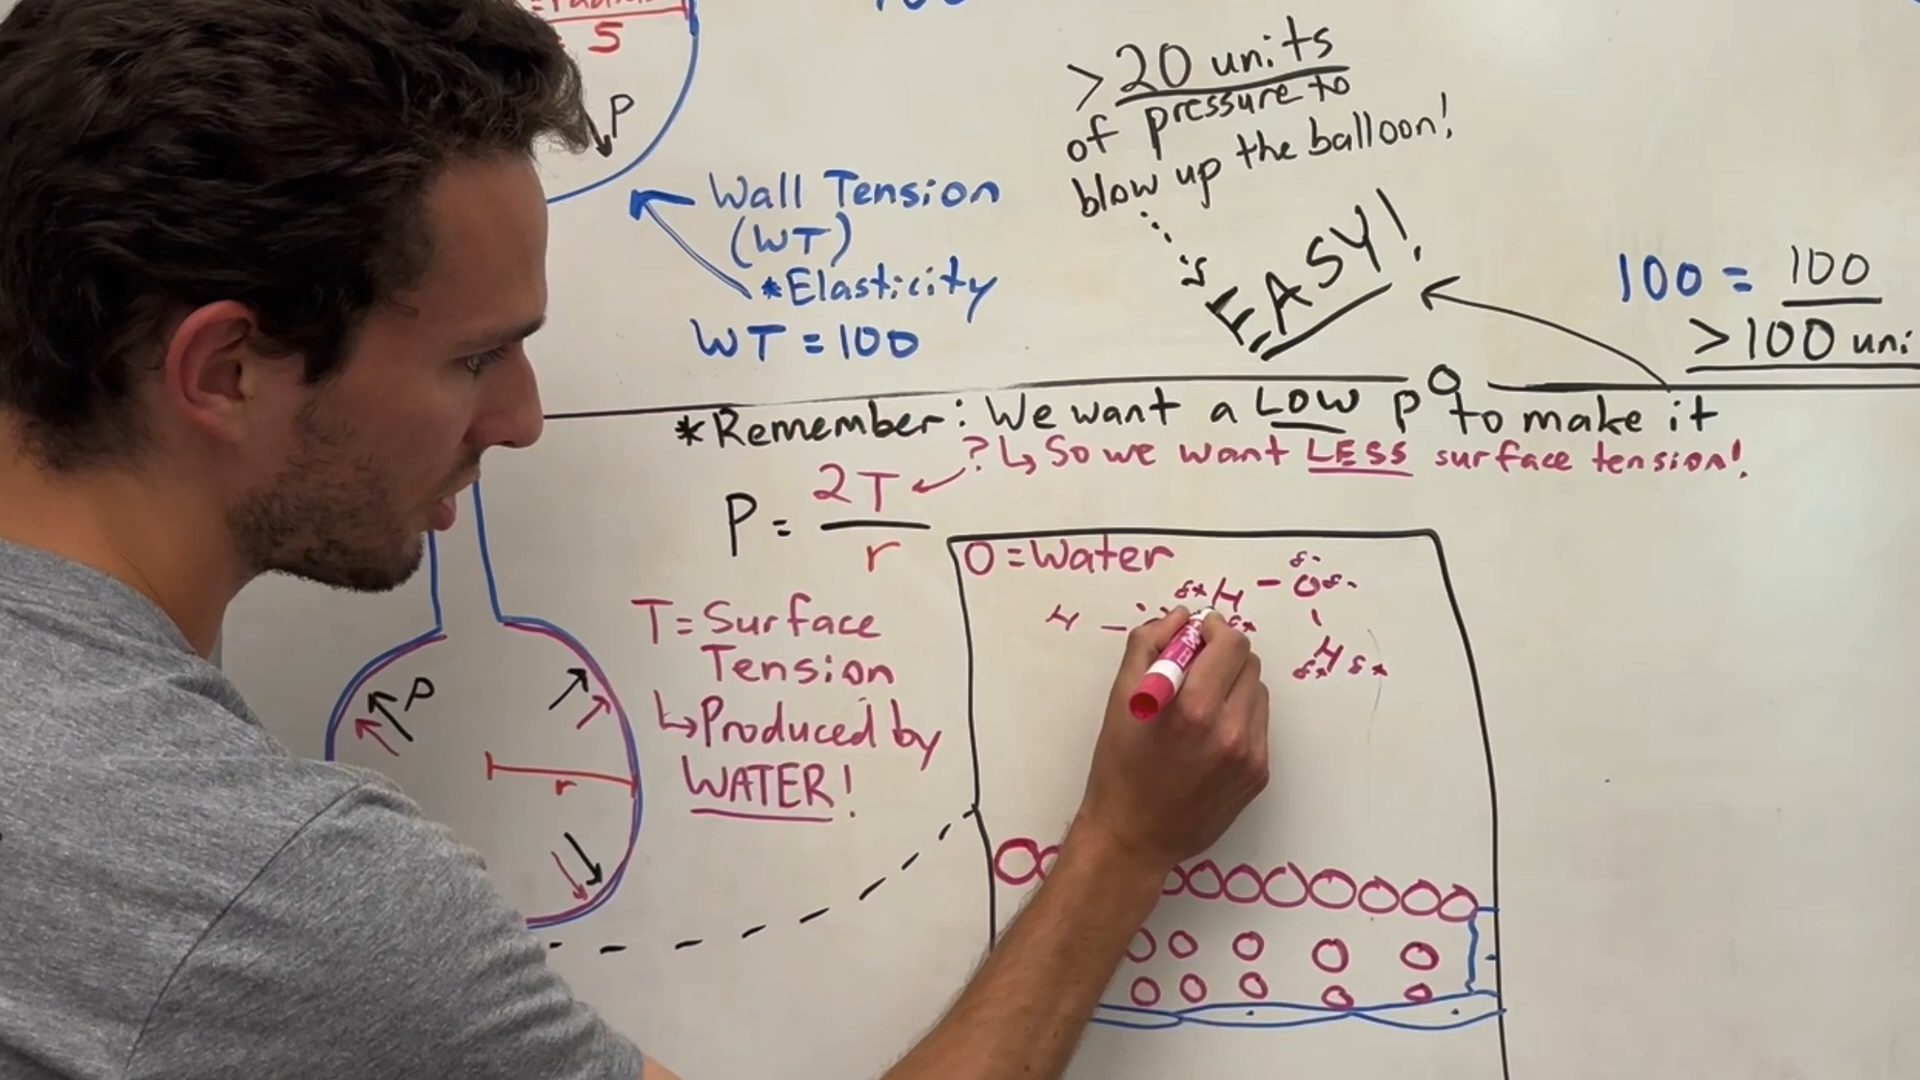 5
P
> 20 units
of pressure to
blow up the balloon!
is
EASY!
Wall Tension
(WT)
*Elasticity
WT = 100
100 = 100
> 100 uni
*Remember: We want a LOW P to make it
? ↳ So we want LESS surface tension!
P = 2T
r
O = Water
δ-
δ+ H - O δ-
H - δ+
H δ+
δ+
T = Surface
Tension
↳ Produced by
WATER!
P
r